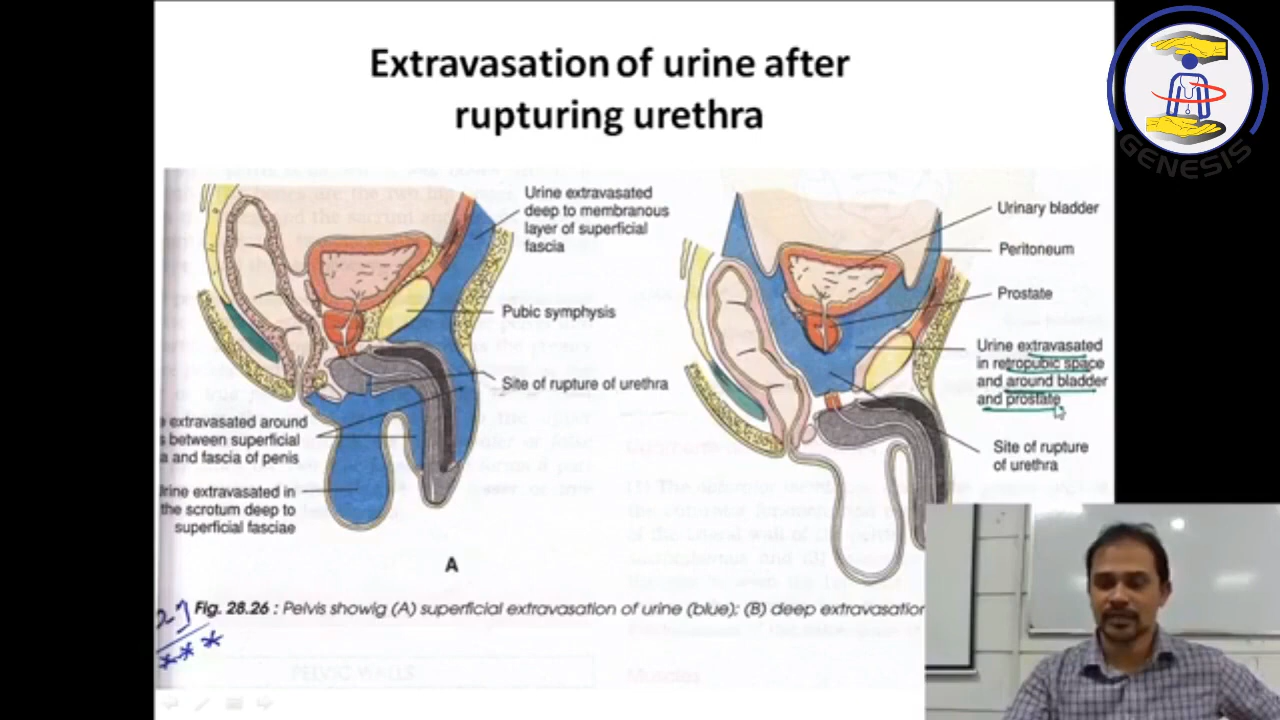 Extravasation of urine after
rupturing urethra
GENESIS
Urine extravasated
deep to membranous
layer of superficial
fascia
Pubic symphysis
Site of rupture of urethra
extravasated around
between superficial
and fascia of penis
Urine extravasated in
the scrotum deep to
superficial fasciae
A
Urinary bladder
Peritoneum
Prostate
Urine extravasated
in retropubic space
and around bladder
and prostate
Site of rupture
of urethra
Fig. 28.26 : Pelvis showig (A) superficial extravasation of urine (blue); (B) deep extravasation
PELVIC WALLS
Muscles